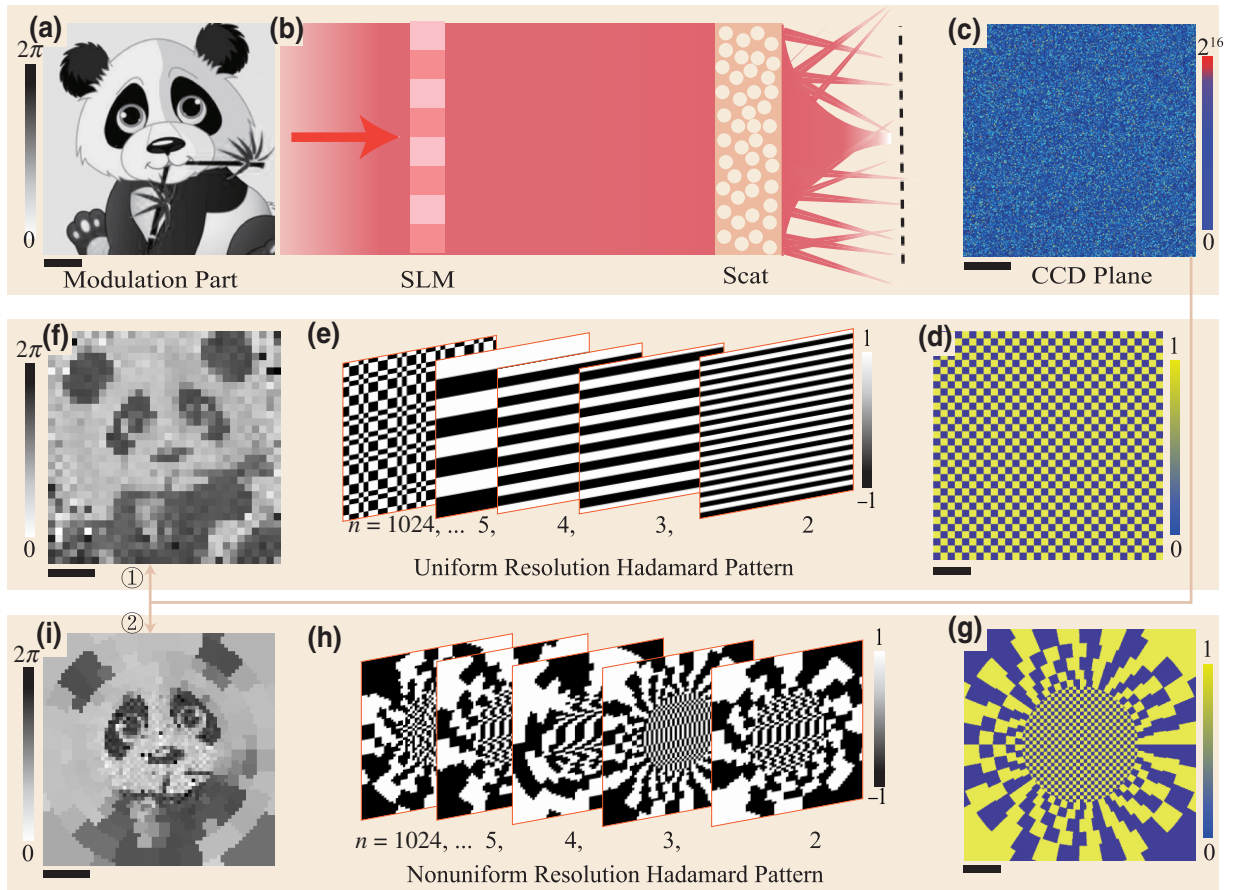 (a)
2π
0
Modulation Part
(b)
SLM
Scat
(c)
2¹⁶
0
CCD Plane
(f)
2π
0
①
(e)
1
−1
n = 1024, ... 5, 4, 3, 2
Uniform Resolution Hadamard Pattern
(d)
1
0
②
(i)
2π
0
(h)
1
−1
n = 1024, ... 5, 4, 3, 2
Nonuniform Resolution Hadamard Pattern
(g)
1
0